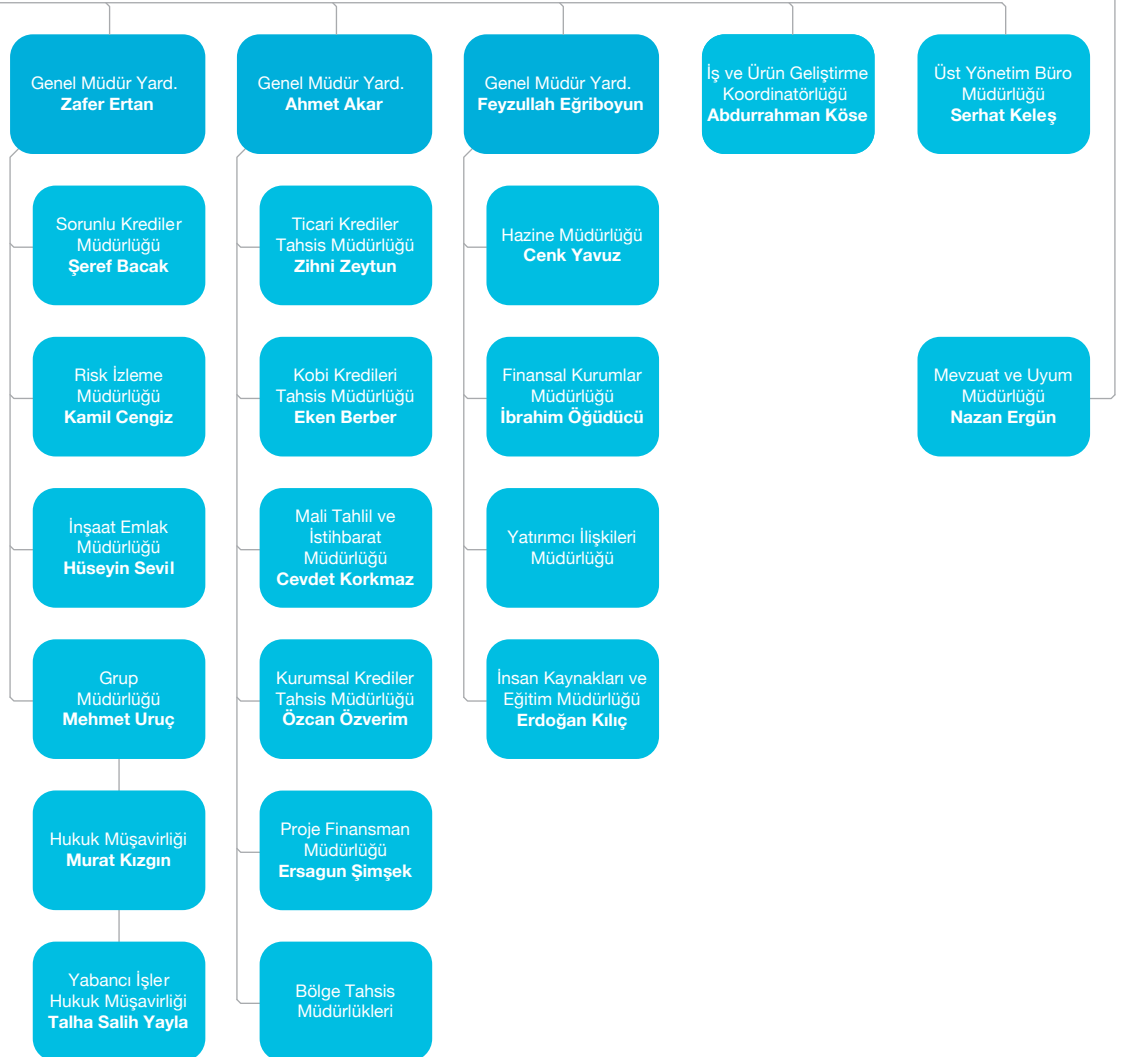 Genel Müdür Yard.
Zafer Ertan
Genel Müdür Yard.
Ahmet Akar
Genel Müdür Yard.
Feyzullah Eğriboyun
İş ve Ürün Geliştirme
Koordinatörlüğü
Abdurrahman Köse
Üst Yönetim Büro
Müdürlüğü
Serhat Keleş
Sorunlu Krediler
Müdürlüğü
Şeref Bacak
Ticari Krediler
Tahsis Müdürlüğü
Zihni Zeytun
Hazine Müdürlüğü
Cenk Yavuz
Risk İzleme
Müdürlüğü
Kamil Cengiz
Kobi Kredileri
Tahsis Müdürlüğü
Eken Berber
Finansal Kurumlar
Müdürlüğü
İbrahim Öğüdücü
Mevzuat ve Uyum
Müdürlüğü
Nazan Ergün
İnşaat Emlak
Müdürlüğü
Hüseyin Sevil
Mali Tahlil ve
İstihbarat
Müdürlüğü
Cevdet Korkmaz
Yatırımcı İlişkileri
Müdürlüğü
Grup
Müdürlüğü
Mehmet Uruç
Kurumsal Krediler
Tahsis Müdürlüğü
Özcan Özverim
İnsan Kaynakları ve
Eğitim Müdürlüğü
Erdoğan Kılıç
Hukuk Müşavirliği
Murat Kızgın
Proje Finansman
Müdürlüğü
Ersagun Şimşek
Yabancı İşler
Hukuk Müşavirliği
Talha Salih Yayla
Bölge Tahsis
Müdürlükleri